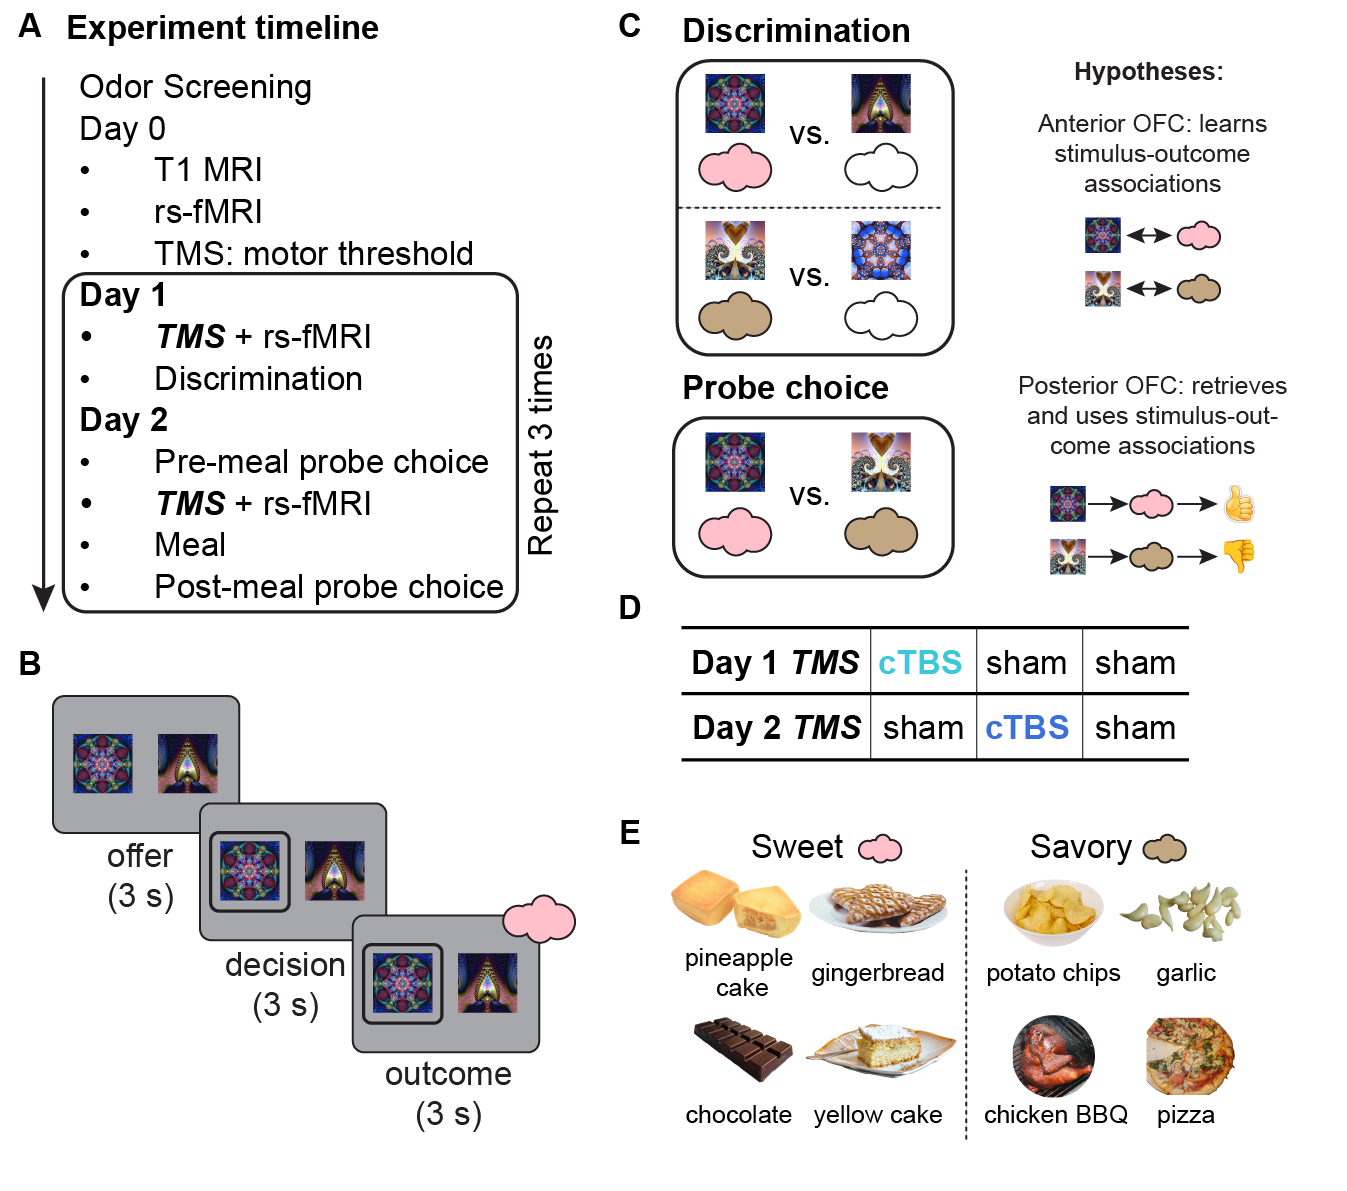 A Experiment timeline
Odor Screening
Day 0
• T1 MRI
• rs-fMRI
• TMS: motor threshold
Day 1
• TMS + rs-fMRI
• Discrimination
Day 2
• Pre-meal probe choice
• TMS + rs-fMRI
• Meal
• Post-meal probe choice
Repeat 3 times
B
offer
(3 s)
decision
(3 s)
outcome
(3 s)
C Discrimination
vs.
vs.
Probe choice
vs.
Hypotheses:
Anterior OFC: learns
stimulus-outcome
associations
Posterior OFC: retrieves
and uses stimulus-out-
come associations
D
Day 1 TMS cTBS sham sham
Day 2 TMS sham cTBS sham
E
Sweet Savory
pineapple
cake
gingerbread
potato chips
garlic
chocolate
yellow cake
chicken BBQ
pizza